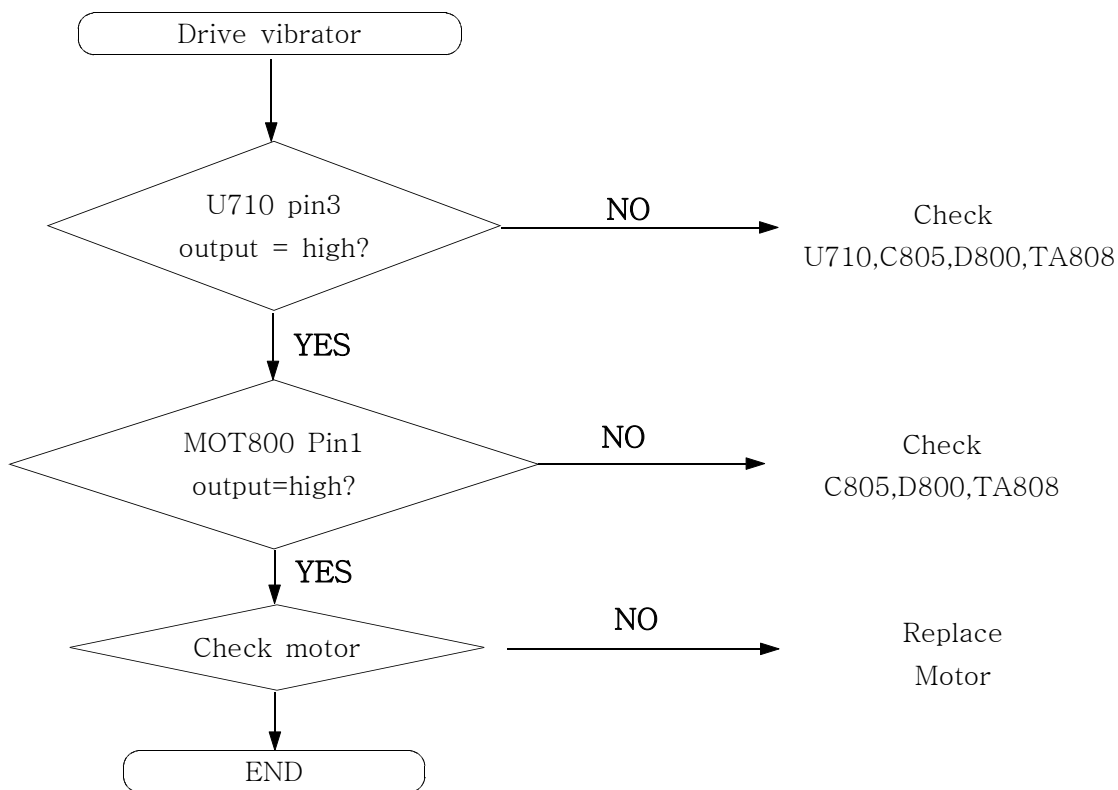 Drive vibrator
U710 pin3
output = high?
NO
Check
U710,C805,D800,TA808
YES
MOT800 Pin1
output=high?
NO
Check
C805,D800,TA808
YES
Check motor
NO
Replace
Motor
END